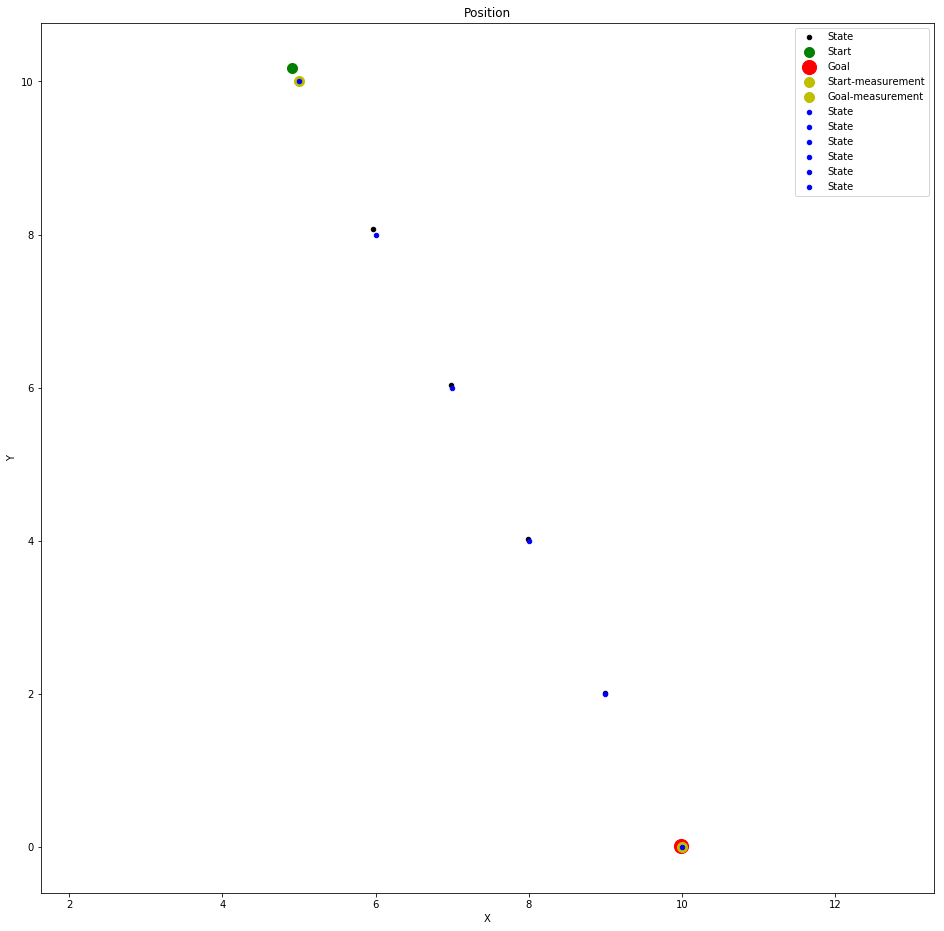 Position
State
Start
Goal
Start-measurement
Goal-measurement
State
State
State
State
State
State
10
8
6
4
2
0
Y
2 4 6 8 10 12
X